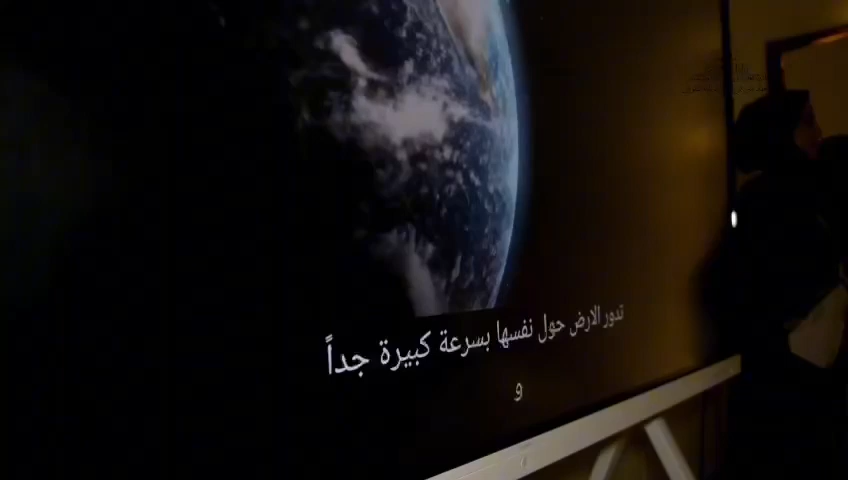 تدور الارض حول نفسها بسرعة كبيرة جداً
و